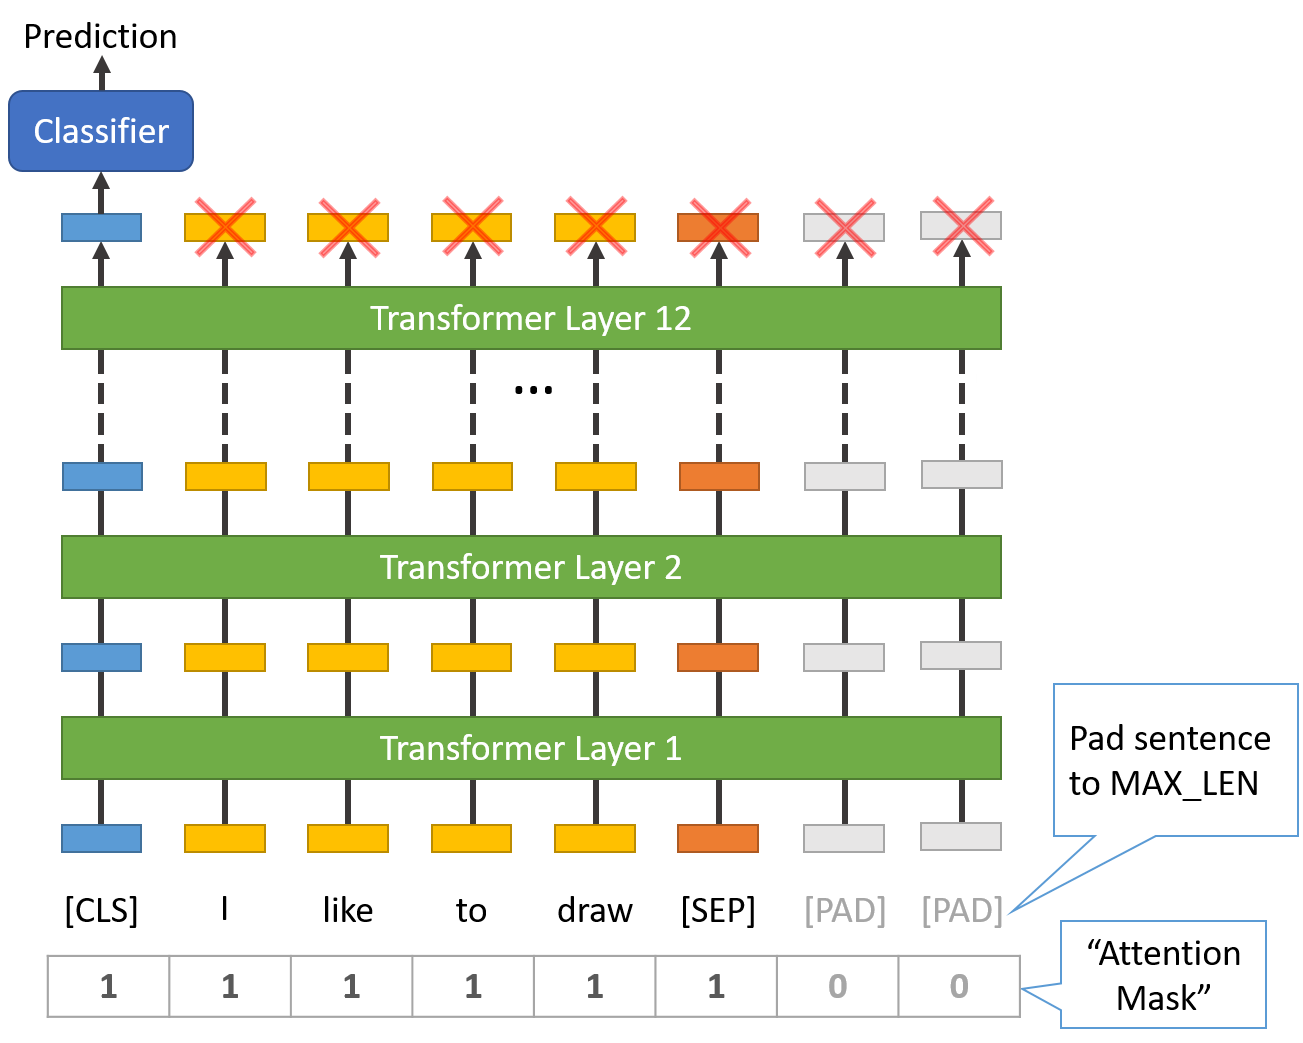 Prediction
Classifier
Transformer Layer 12
...
Transformer Layer 2
Transformer Layer 1
Pad sentence
to MAX_LEN
[CLS] I like to draw [SEP] [PAD] [PAD]
1 1 1 1 1 1 0 0
“Attention
Mask”